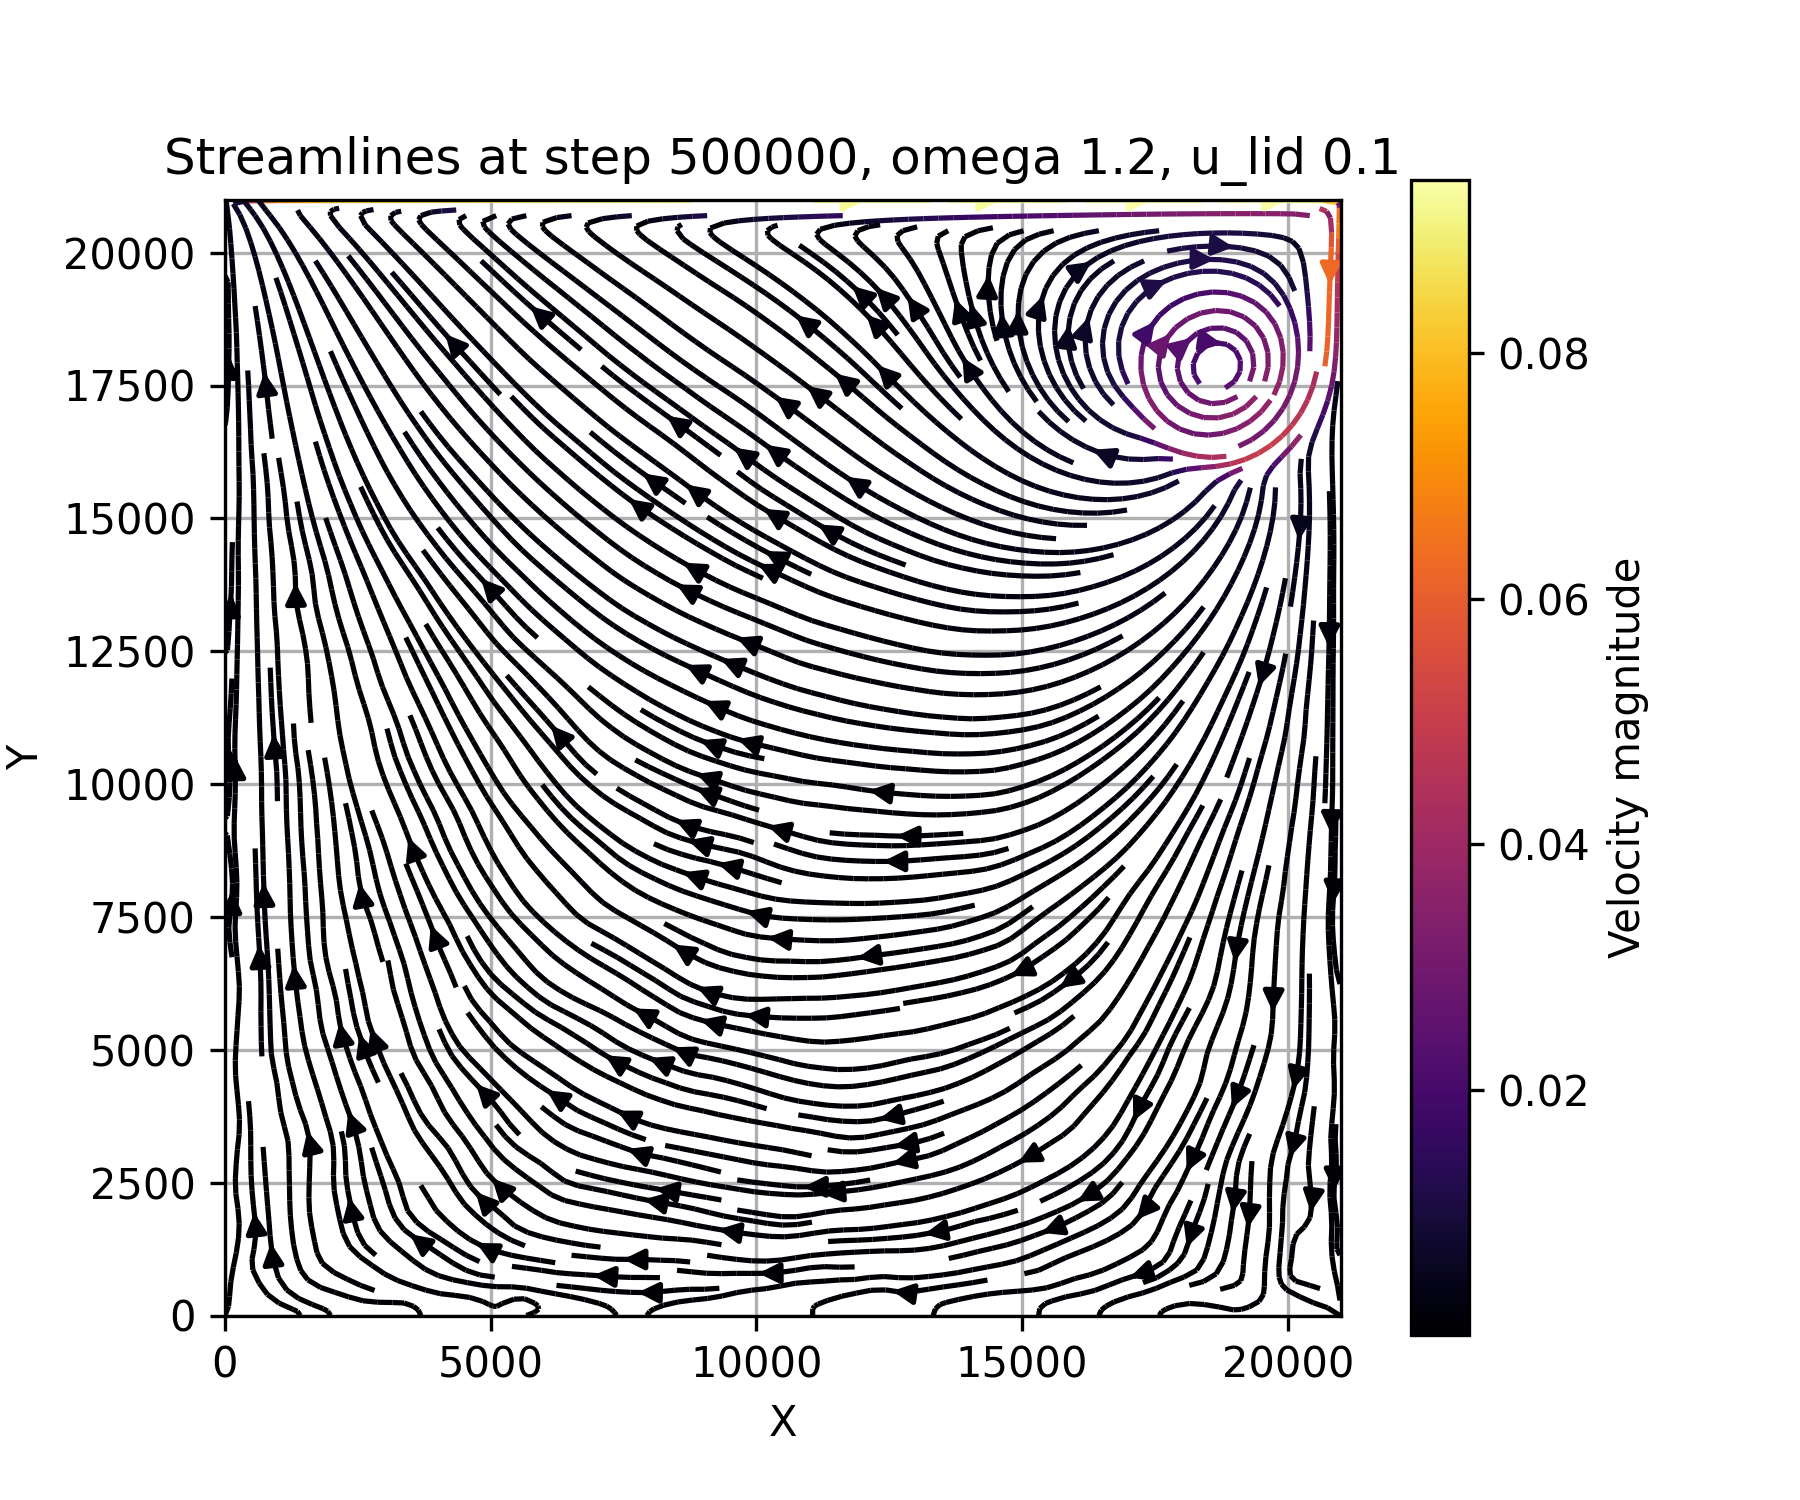 Streamlines at step 500000, omega 1.2, u_lid 0.1
20000
17500
15000
12500
10000
7500
5000
2500
0
Y
0 5000 10000 15000 20000
X
0.08
0.06
0.04
0.02
Velocity magnitude